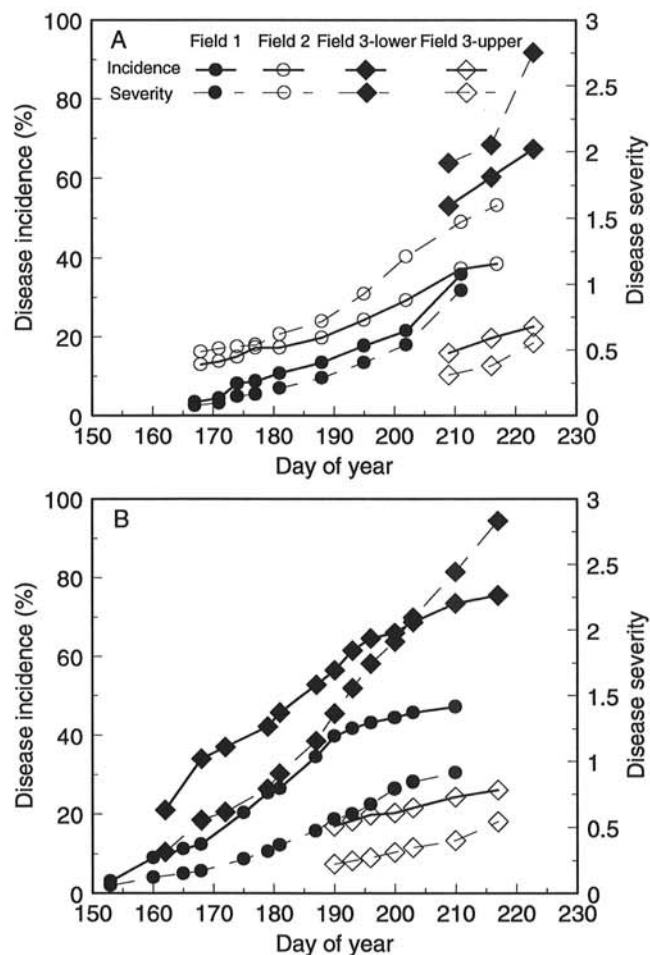 A Field 1 Field 2 Field 3-lower Field 3-upper
Incidence
Severity
100
80
60
40
20
0
Disease incidence (%)
3
2.5
2
1.5
1
0.5
0
Disease severity
150 160 170 180 190 200 210 220 230
Day of year
B
100
80
60
40
20
0
Disease incidence (%)
3
2.5
2
1.5
1
0.5
0
Disease severity
150 160 170 180 190 200 210 220 230
Day of year